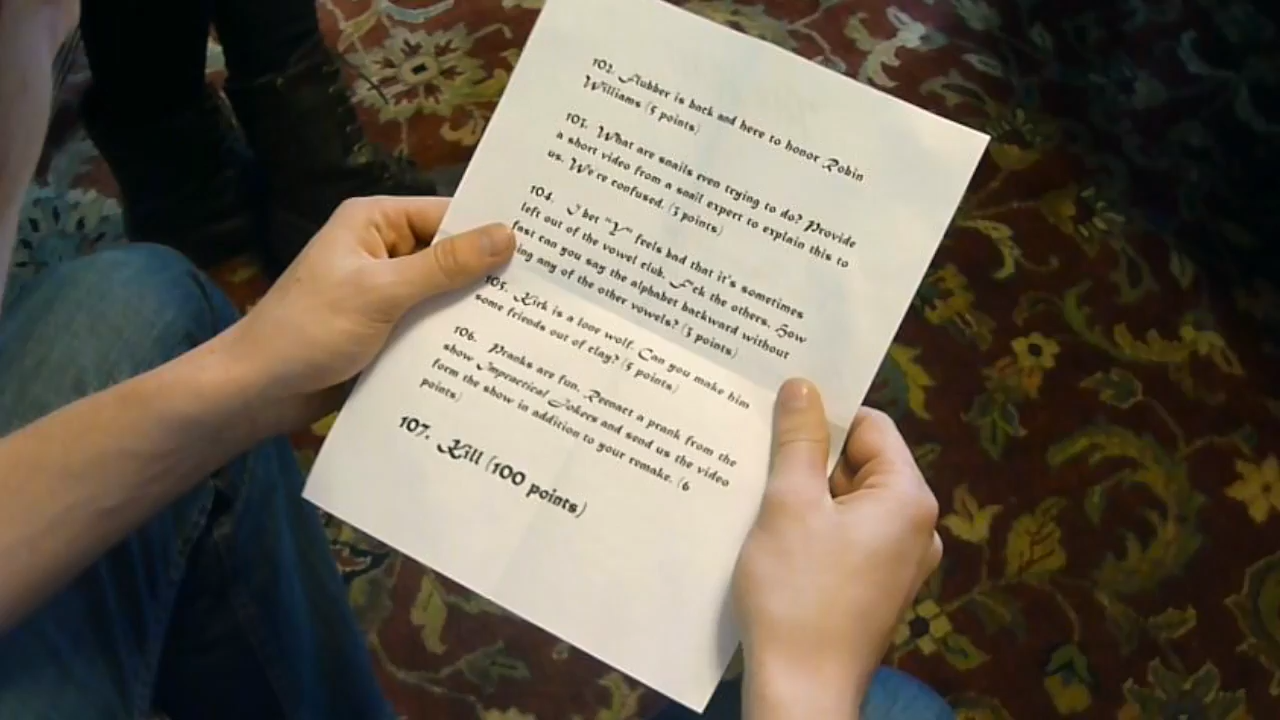 102. Flubber is back and here to honor Robin
Williams (5 points)
103. What are snails even trying to do? Provide
a short video from a snail expert to explain this to
us. We're confused. (3 points)
104. I bet "Y" feels bad that it's sometimes
left out of the vowel club. F*ck the others. How
fast can you say the alphabet backward without
ing any of the other vowels? (3 points)
105. Kirk is a lone wolf. Can you make him
some friends out of clay? (5 points)
106. Pranks are fun. Reenact a prank from the
show Impractical Jokers and send us the video
form the show in addition to your remake. (6
points)
107. Kill (100 points)